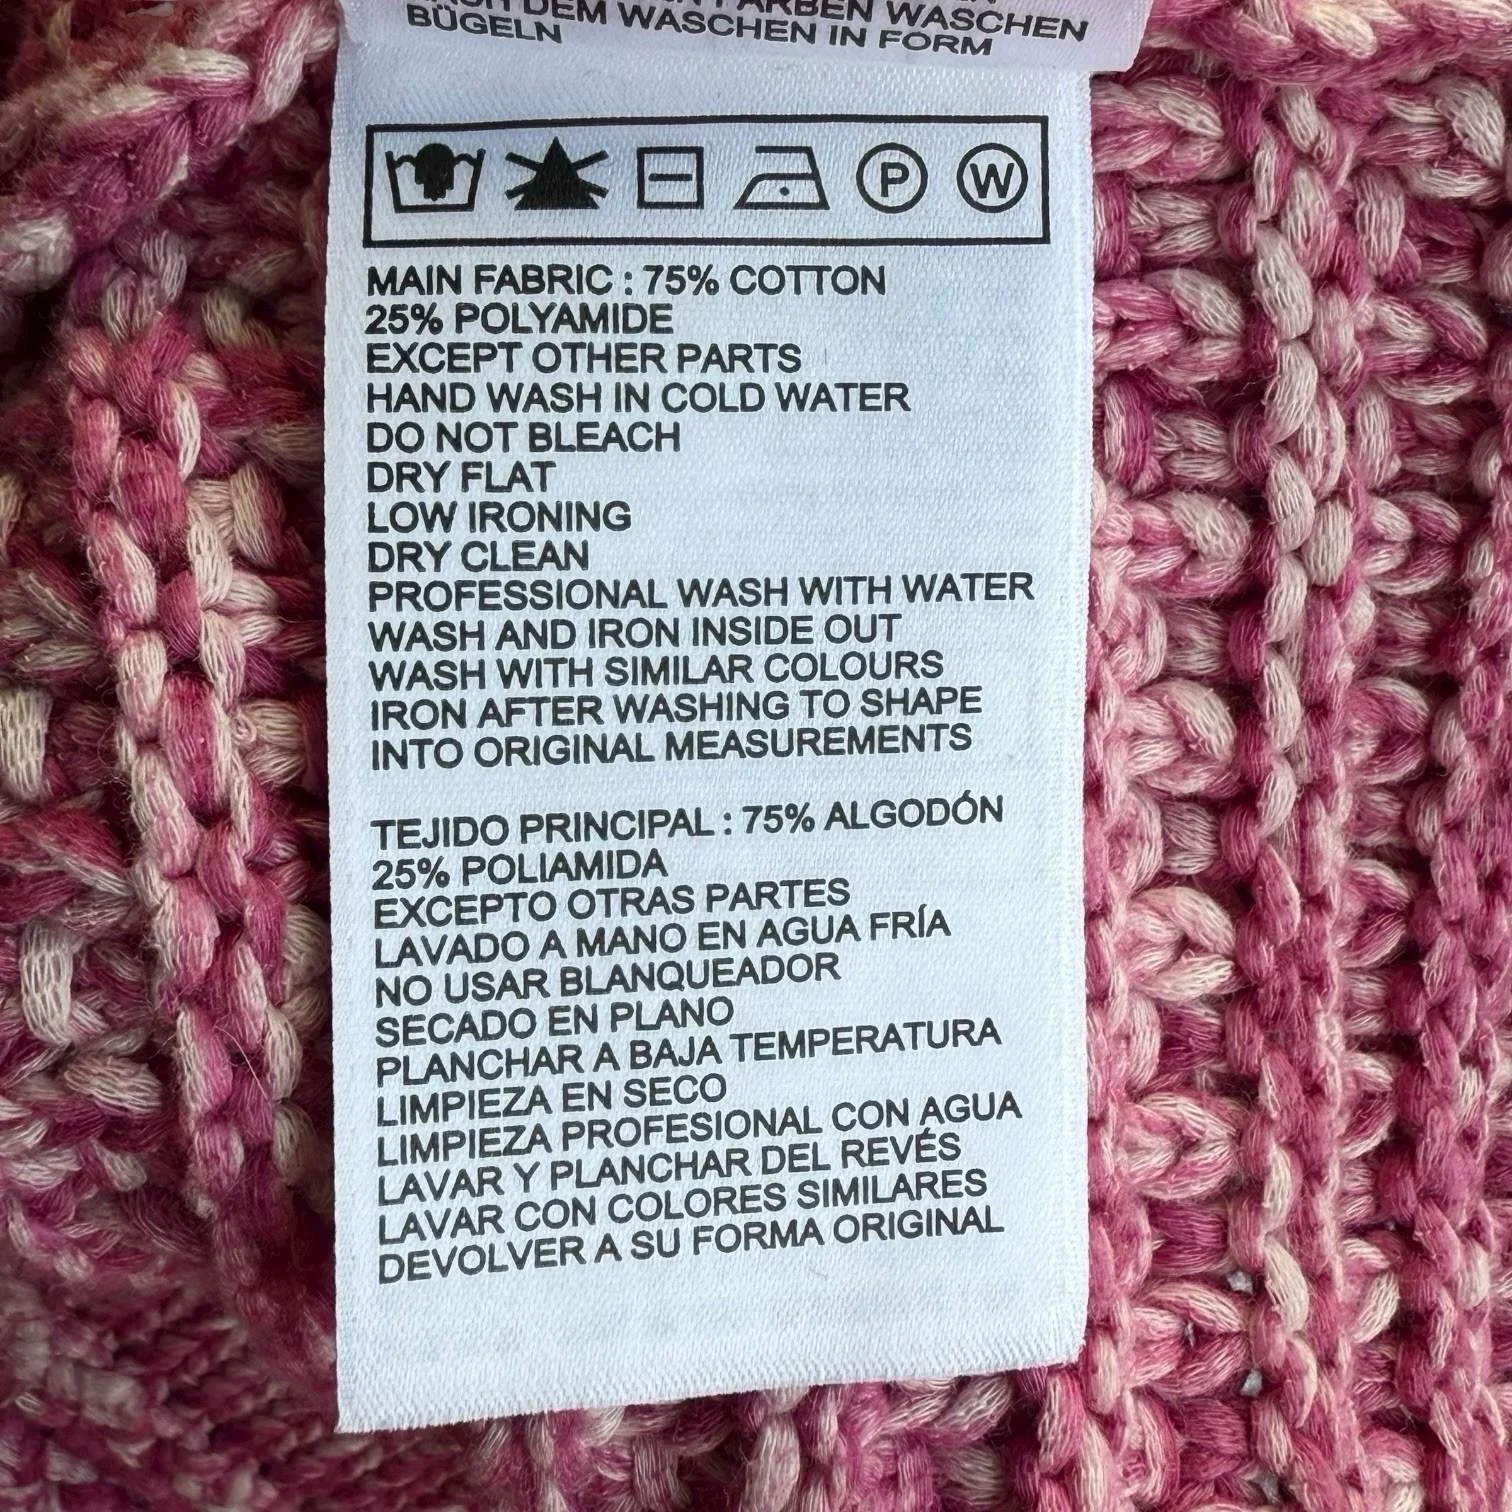 FARBEN WASCHEN
DEM WASCHEN IN FORM
BÜGELN
P W
MAIN FABRIC : 75% COTTON
25% POLYAMIDE
EXCEPT OTHER PARTS
HAND WASH IN COLD WATER
DO NOT BLEACH
DRY FLAT
LOW IRONING
DRY CLEAN
PROFESSIONAL WASH WITH WATER
WASH AND IRON INSIDE OUT
WASH WITH SIMILAR COLOURS
IRON AFTER WASHING TO SHAPE
INTO ORIGINAL MEASUREMENTS
TEJIDO PRINCIPAL : 75% ALGODÓN
25% POLIAMIDA
EXCEPTO OTRAS PARTES
LAVADO A MANO EN AGUA FRÍA
NO USAR BLANQUEADOR
SECADO EN PLANO
PLANCHAR A BAJA TEMPERATURA
LIMPIEZA EN SECO
LIMPIEZA PROFESIONAL CON AGUA
LAVAR Y PLANCHAR DEL REVÉS
LAVAR CON COLORES SIMILARES
DEVOLVER A SU FORMA ORIGINAL